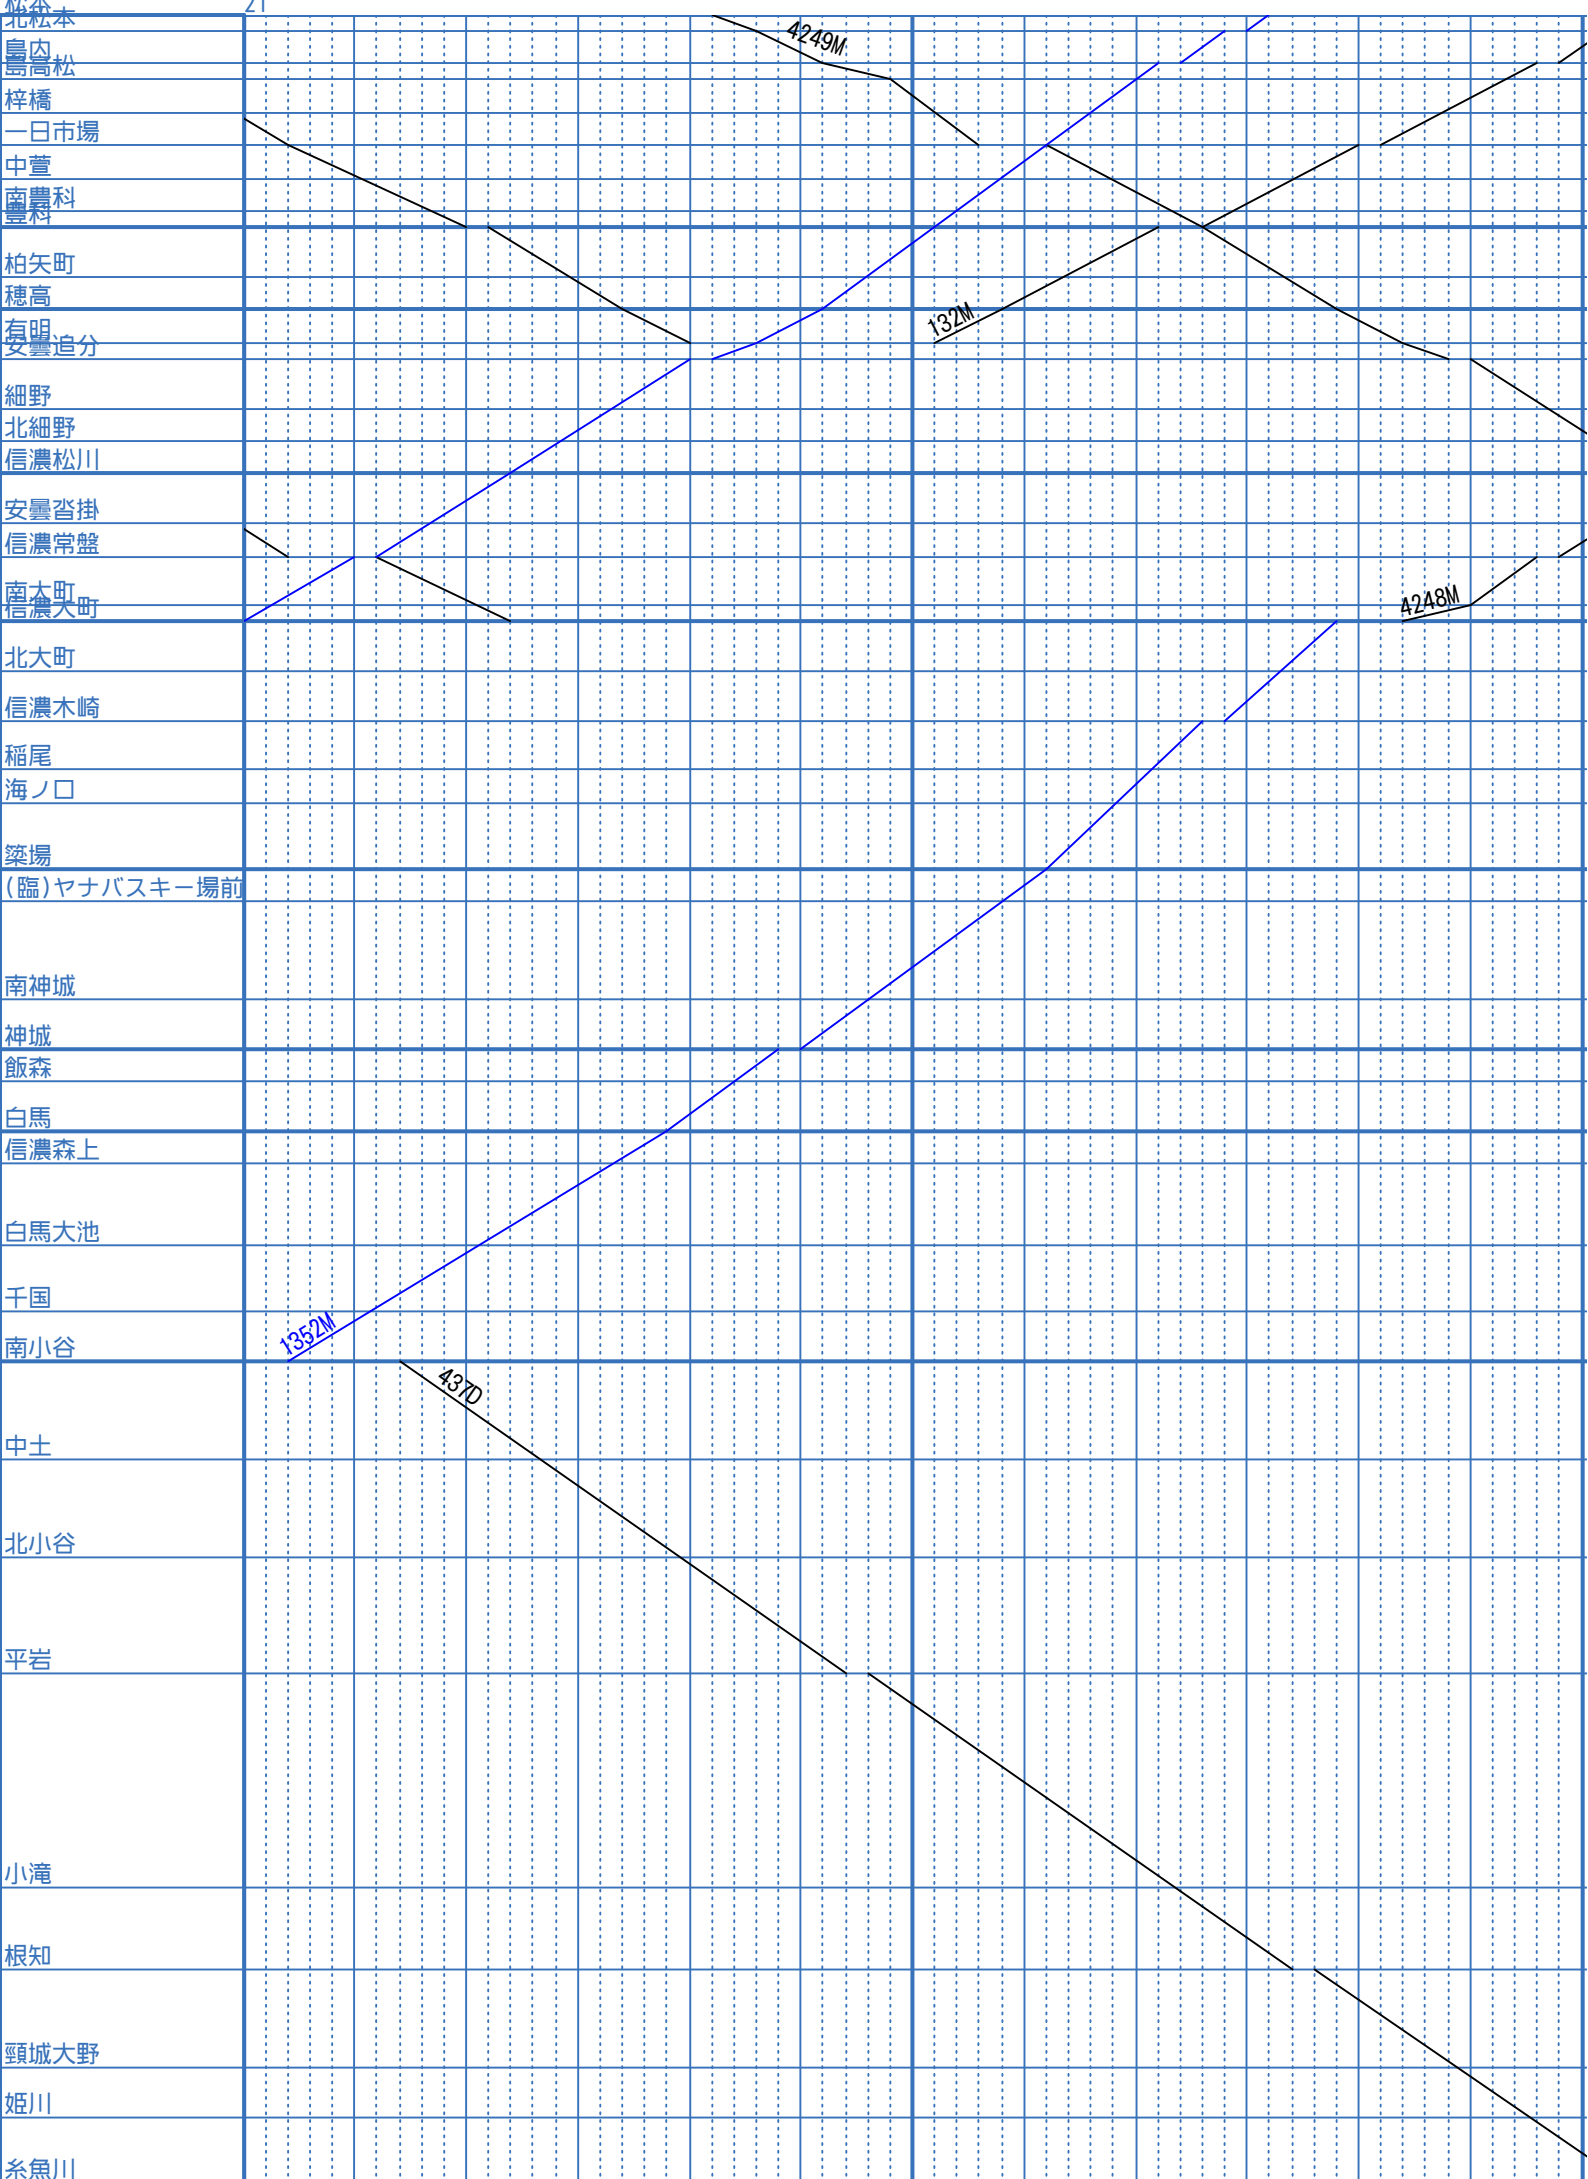 松本
21
北松本
島内
島高松
梓橋
一日市場
中萱
南豊科
豊科
柏矢町
穂高
有明
安曇追分
細野
北細野
信濃松川
安曇沓掛
信濃常盤
南大町
信濃大町
北大町
信濃木崎
稲尾
海ノ口
簗場
(臨)ヤナバスキー場前
南神城
神城
飯森
白馬
信濃森上
白馬大池
千国
南小谷
中土
北小谷
平岩
小滝
根知
頸城大野
姫川
糸魚川
4249M
132M
4248M
1352M
437D